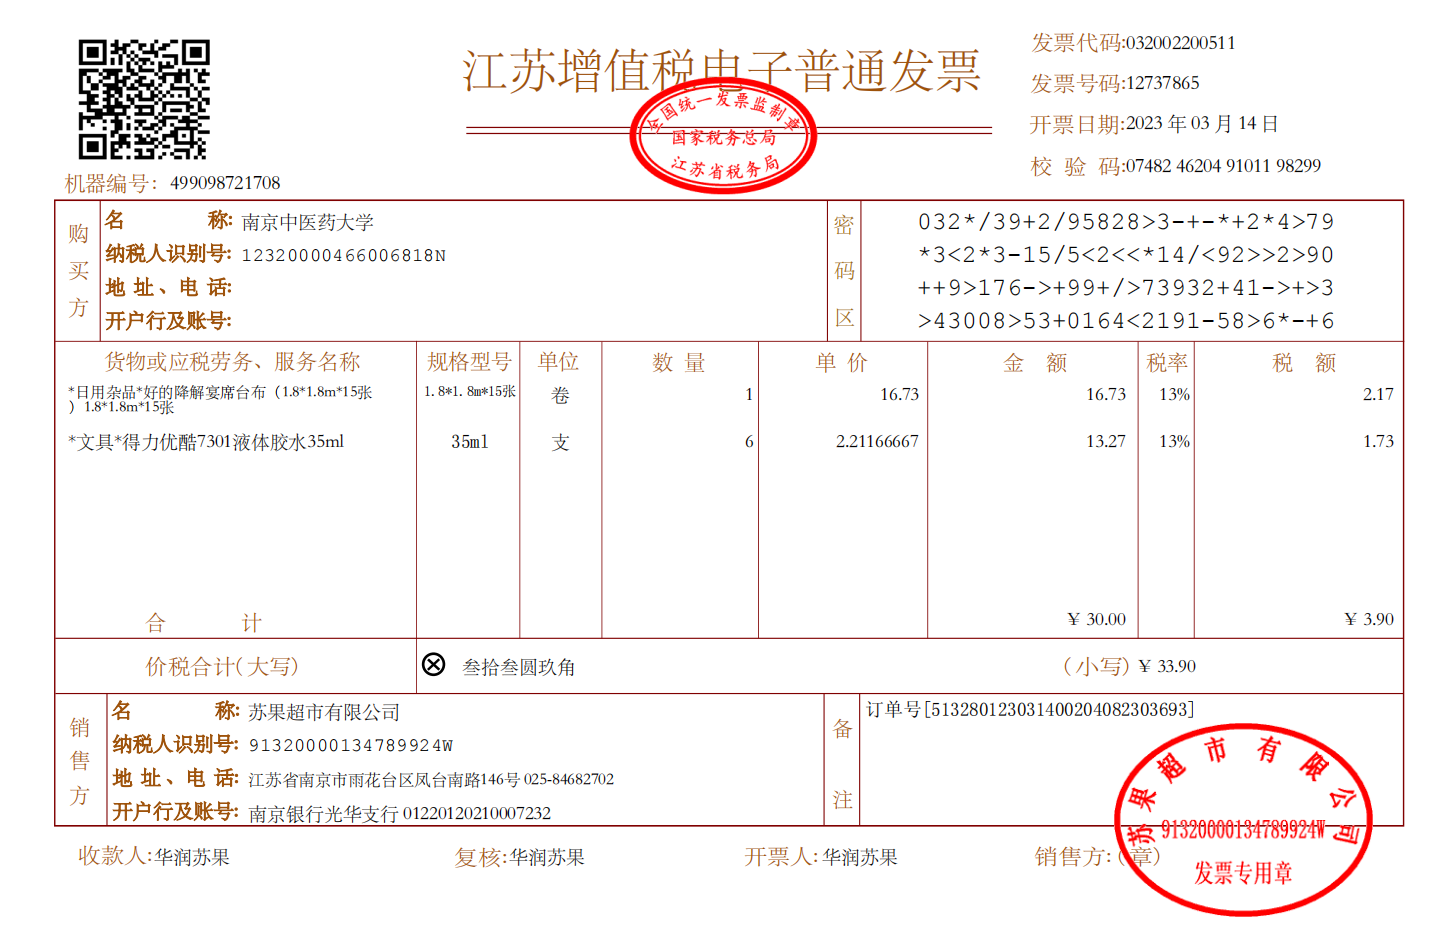 江苏增值税电子普通发票
全国统一发票监制章
国家税务总局
江苏省税务局
发票代码:032002200511
发票号码:12737865
开票日期:2023 年 03 月 14 日
校 验 码:07482 46204 91011 98299
机器编号: 499098721708
购买方
名 称: 南京中医药大学
纳税人识别号: 12320000466006818N
地 址、电 话:
开户行及账号:
密码区
032*/39+2/95828>3-+-*+2*4>79
*3<2*3-15/5<2<<*14/<92>>2>90
++9>176->+99+/>73932+41->+>3
>43008>53+0164<2191-58>6*-+6
货物或应税劳务、服务名称 规格型号 单位 数 量 单 价 金 额 税率 税 额
*日用杂品*好的降解宴席台布（1.8*1.8m*15张
）1.8*1.8m*15张 1.8*1.8m*15张 卷 1 16.73 16.73 13% 2.17
*文具*得力优酷7301液体胶水35ml 35ml 支 6 2.21166667 13.27 13% 1.73
合 计 ¥ 30.00 ¥ 3.90
价税合计(大写) ⊗ 叁拾叁圆玖角 (小写) ¥ 33.90
销售方
名 称: 苏果超市有限公司
纳税人识别号: 91320000134789924W
地 址、电 话: 江苏省南京市雨花台区凤台南路146号 025-84682702
开户行及账号: 南京银行光华支行 01220120210007232
备注
订单号[513280123031400204082303693]
收款人:华润苏果 复核:华润苏果 开票人:华润苏果 销售方:(章)
苏果超市有限公司
91320000134789924W
发票专用章